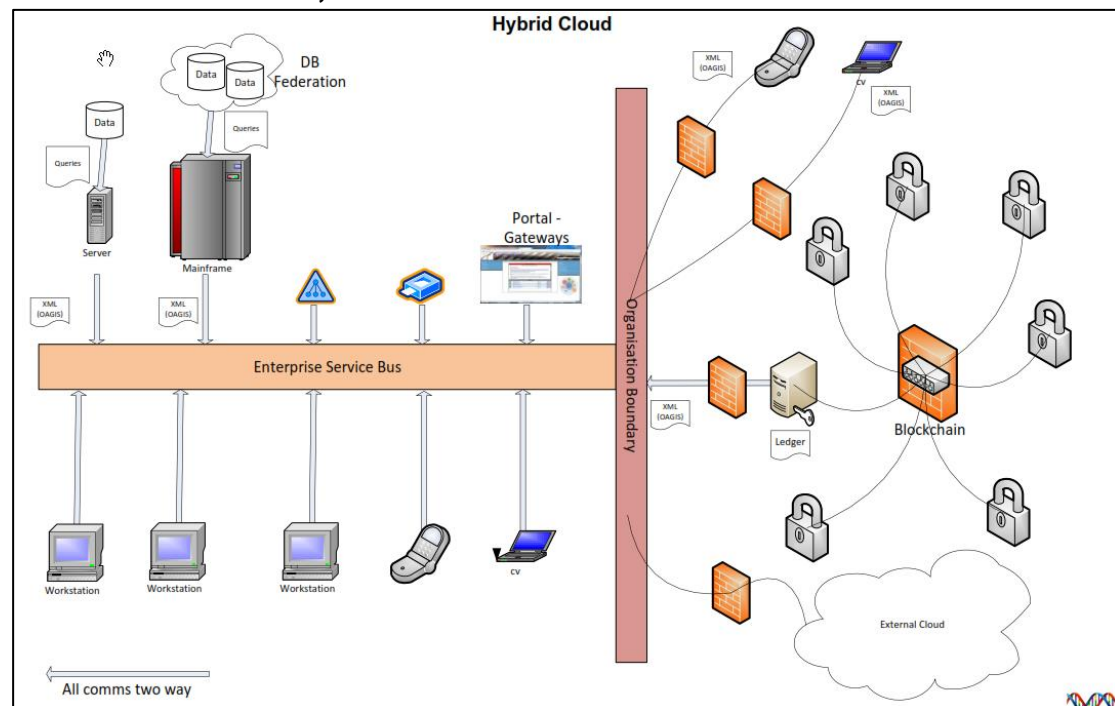 Hybrid Cloud
Data
Data
DB
Federation
Data
Queries
Queries
Server
Mainframe
Portal -
Gateways
XML
(OAGIS)
XML
(OAGIS)
Enterprise Service Bus
Workstation
Workstation
Workstation
cv
All comms two way
Organisation Boundary
XML
(OAGIS)
cv
XML
(OAGIS)
XML
(OAGIS)
Ledger
Blockchain
External Cloud